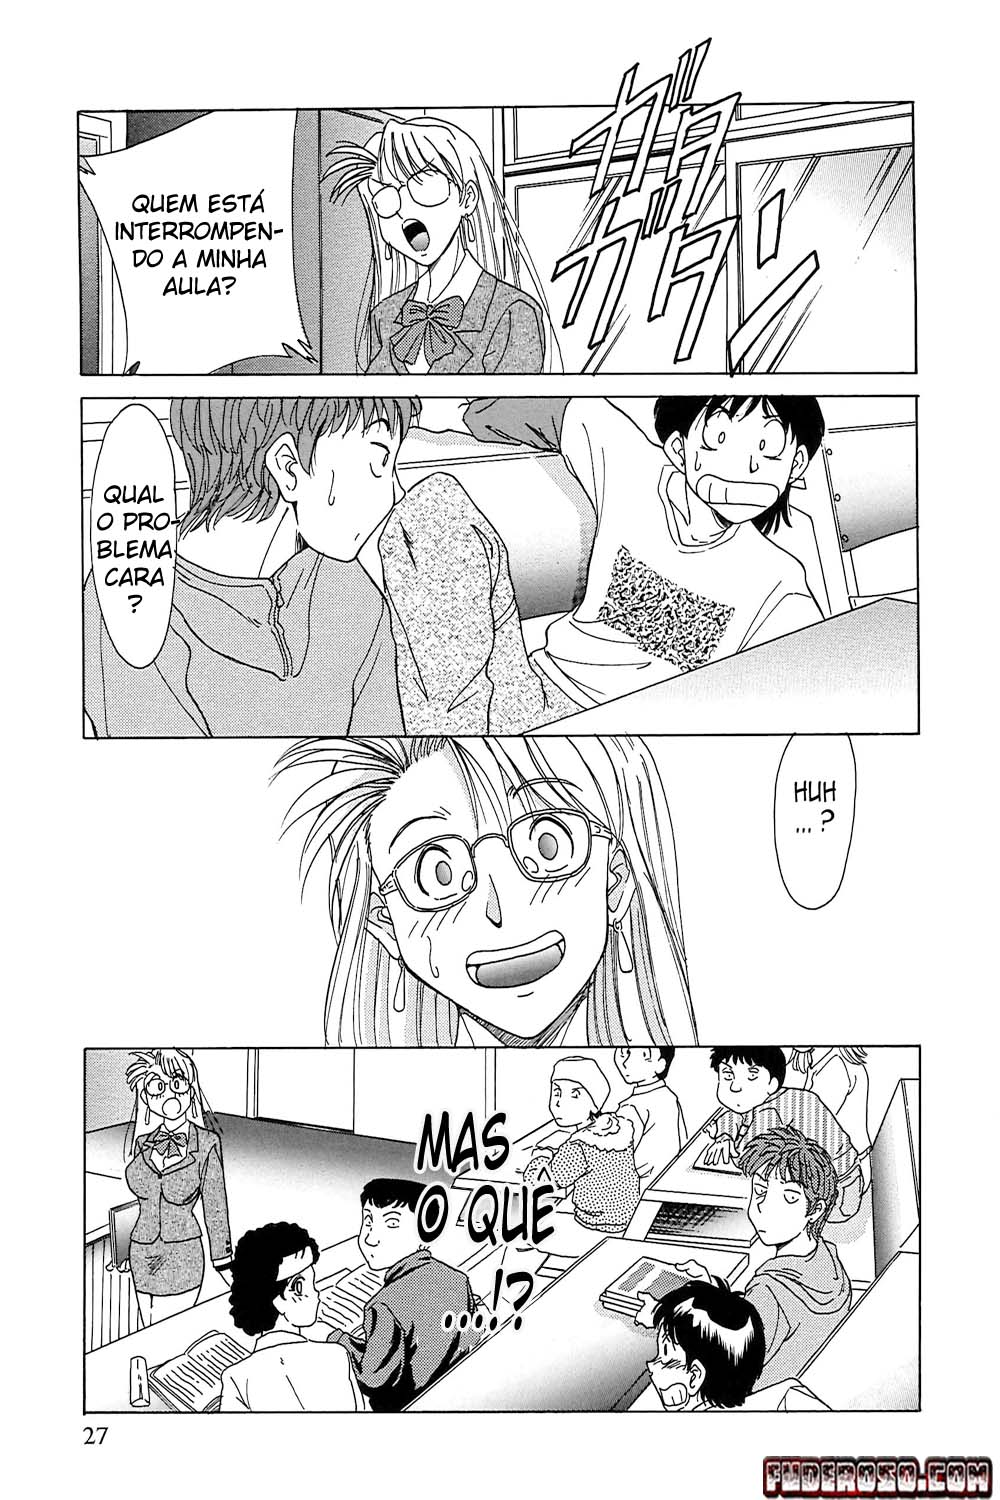 QUEM ESTÁ
INTERROMPEN-
DO A MINHA
AULA?
ガタ
ガタン
QUAL
O PRO-
BLEMA
CARA
?
HUH
... ?
MAS
O QUÊ
.....!?
27
FUDEROSO.COM